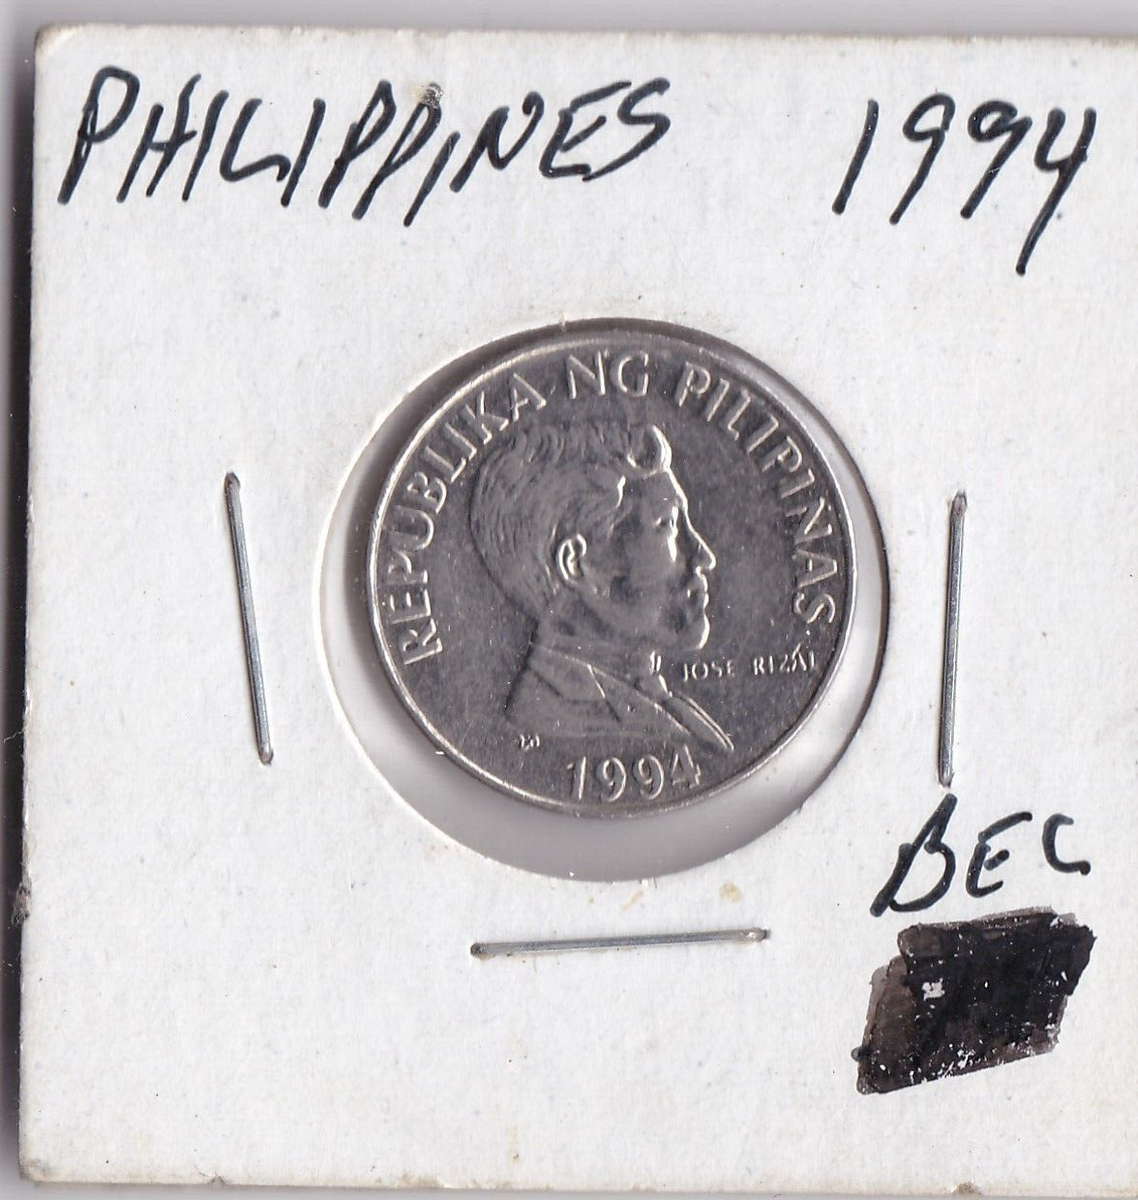 PHILIPPINES 1994
REPUBLIKA NG PILIPINAS
JOSE RIZAL
1994
BEC